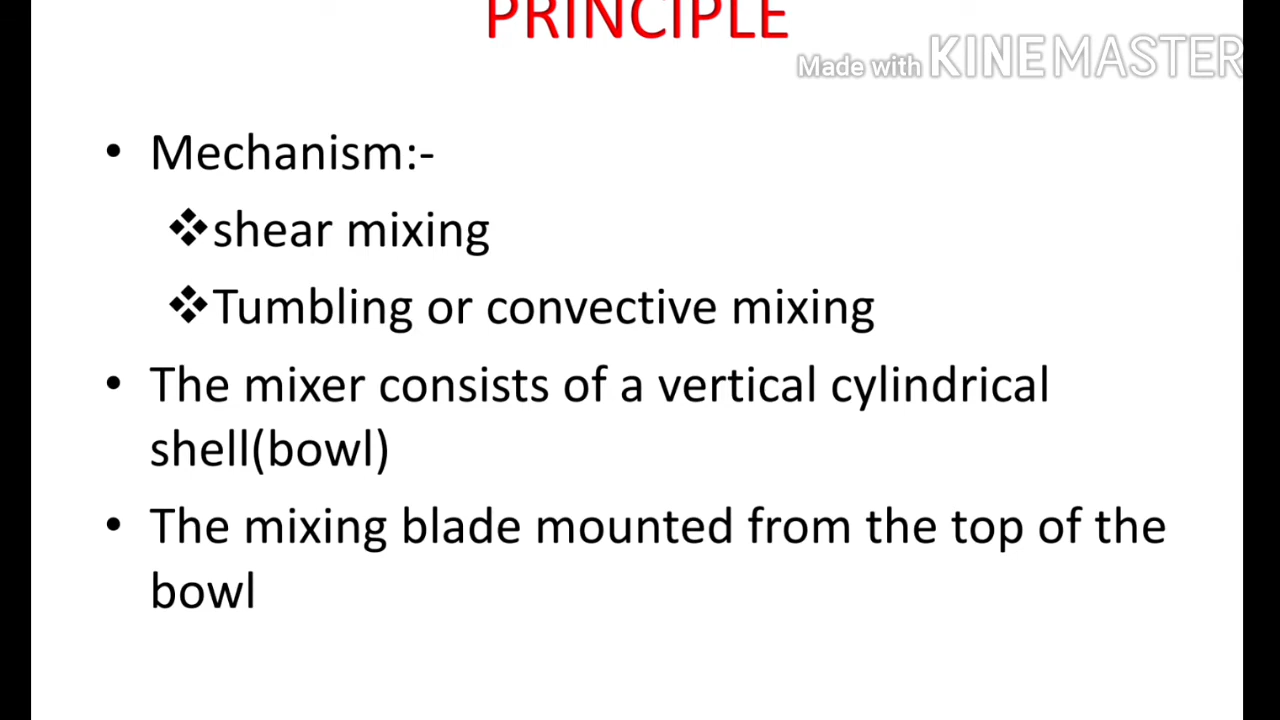 PRINCIPLE
Made with KINEMASTER
• Mechanism:-
❖shear mixing
❖Tumbling or convective mixing
• The mixer consists of a vertical cylindrical
shell(bowl)
• The mixing blade mounted from the top of the
bowl